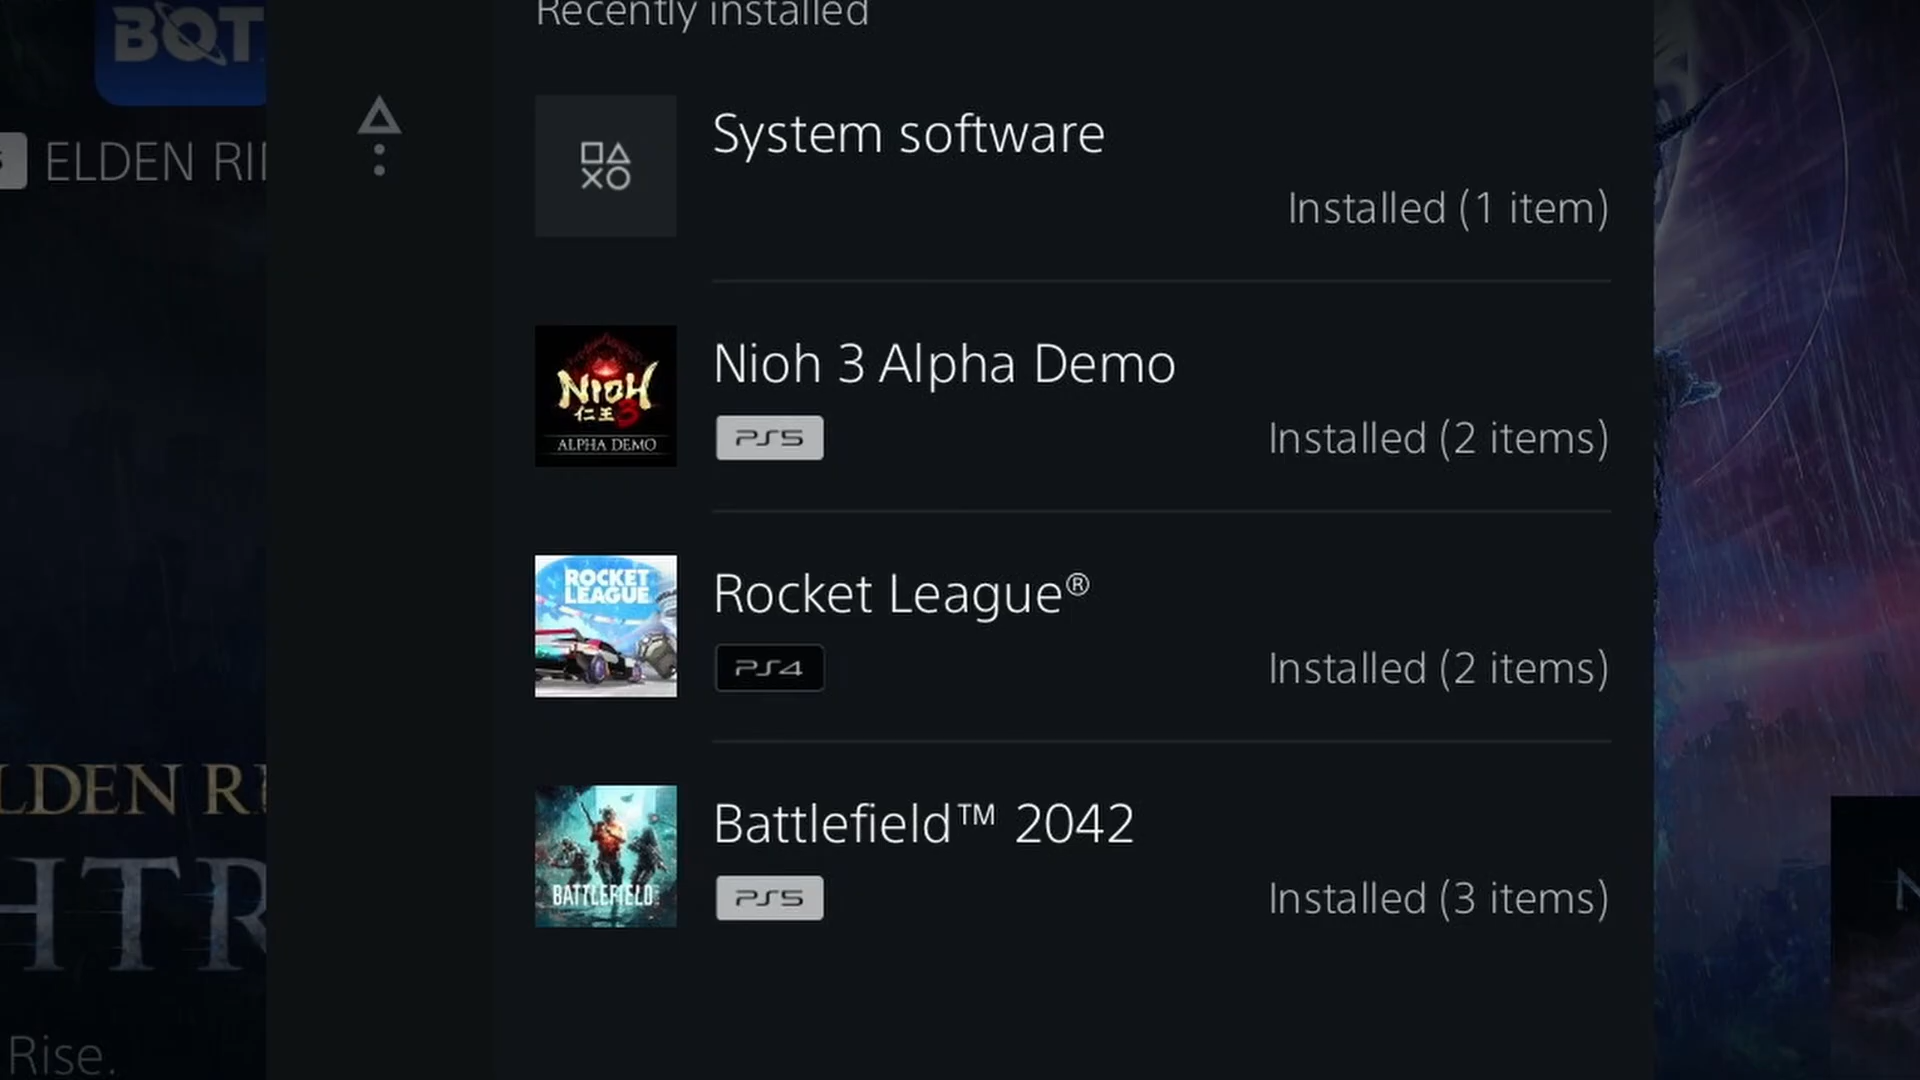 Recently installed
BOT
ELDEN RI
System software
Installed (1 item)
NIOH
仁王3
ALPHA DEMO
Nioh 3 Alpha Demo
PS5
Installed (2 items)
ROCKET
LEAGUE
Rocket League®
PS4
Installed (2 items)
BATTLEFIELD
Battlefield™ 2042
PS5
Installed (3 items)
LDEN R
HTR
Rise.
N